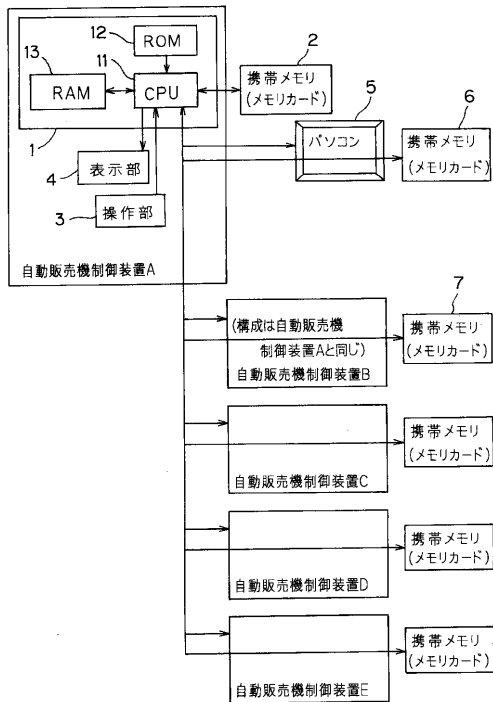 12
ROM
13
11
RAM
CPU
2
携帯メモリ
(メモリカード)
5
パソコン
6
携帯メモリ
(メモリカード)
1
4
表示部
3
操作部
自動販売機制御装置A
(構成は自動販売機
制御装置Aと同じ)
自動販売機制御装置B
7
携帯メモリ
(メモリカード)
自動販売機制御装置C
携帯メモリ
(メモリカード)
自動販売機制御装置D
携帯メモリ
(メモリカード)
自動販売機制御装置E
携帯メモリ
(メモリカード)